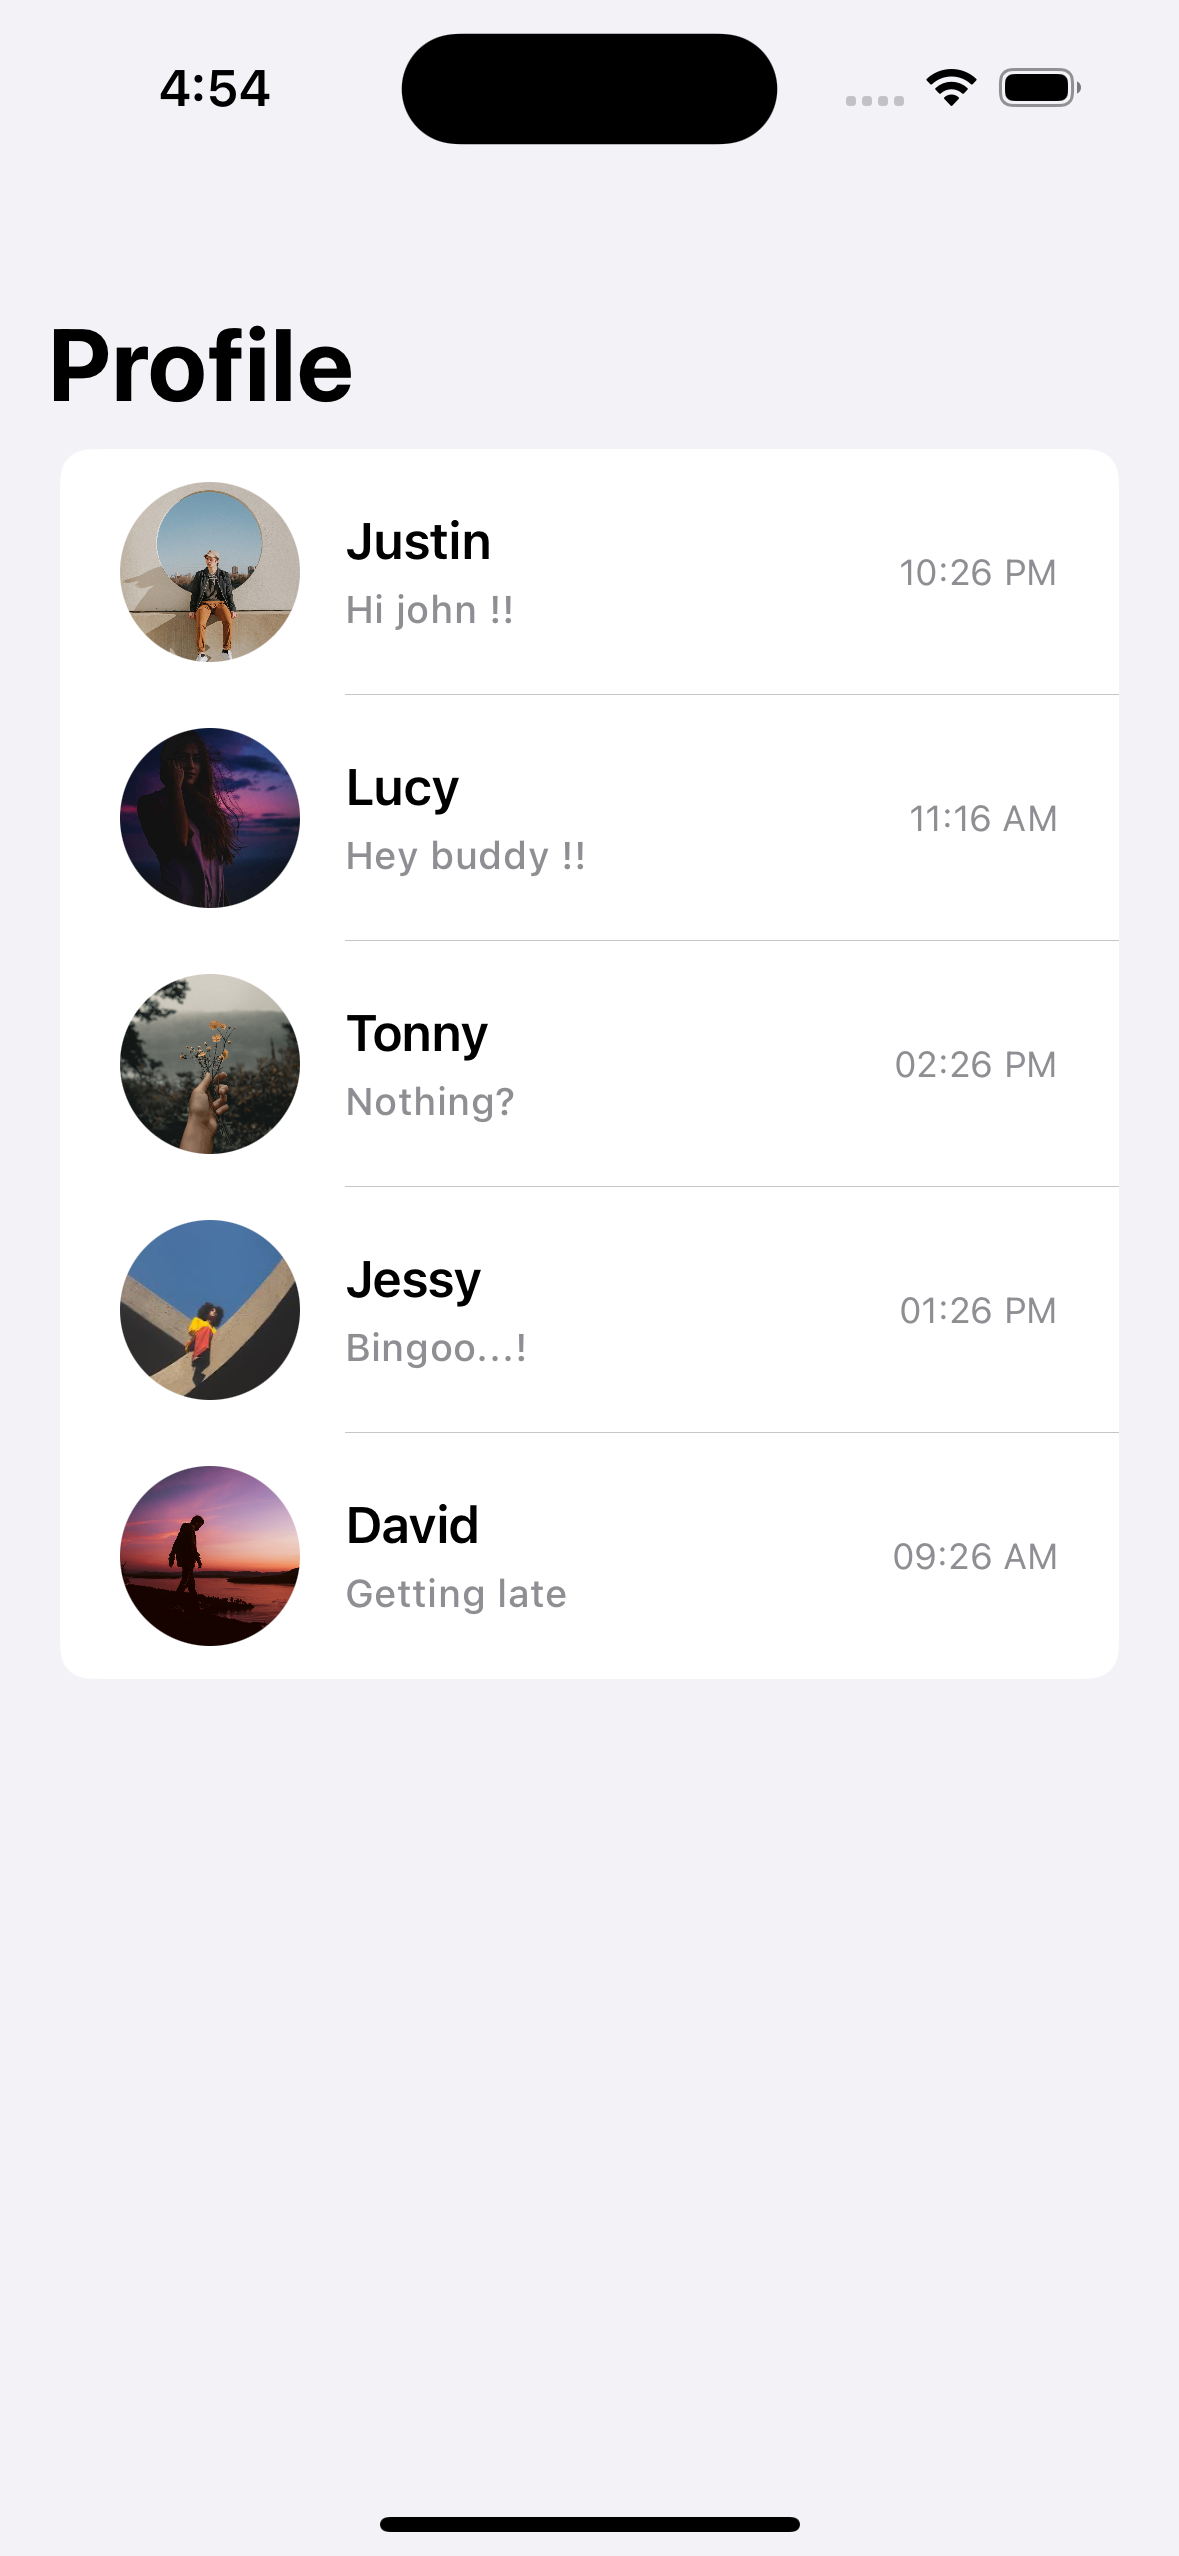 4:54
Profile
Justin
Hi john !!
10:26 PM
Lucy
Hey buddy !!
11:16 AM
Tonny
Nothing?
02:26 PM
Jessy
Bingoo...!
01:26 PM
David
Getting late
09:26 AM